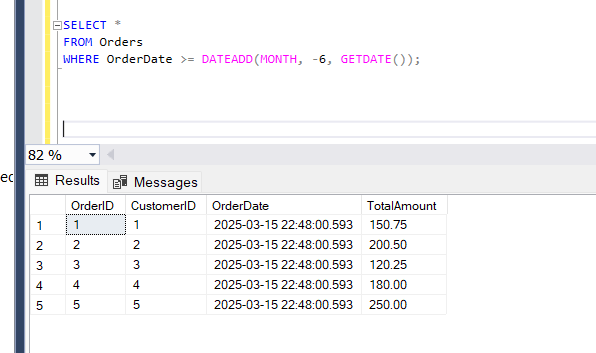 SELECT *
FROM Orders
WHERE OrderDate >= DATEADD(MONTH, -6, GETDATE());
82 %
Results Messages
OrderID CustomerID OrderDate TotalAmount
1 1 1 2025-03-15 22:48:00.593 150.75
2 2 2 2025-03-15 22:48:00.593 200.50
3 3 3 2025-03-15 22:48:00.593 120.25
4 4 4 2025-03-15 22:48:00.593 180.00
5 5 5 2025-03-15 22:48:00.593 250.00